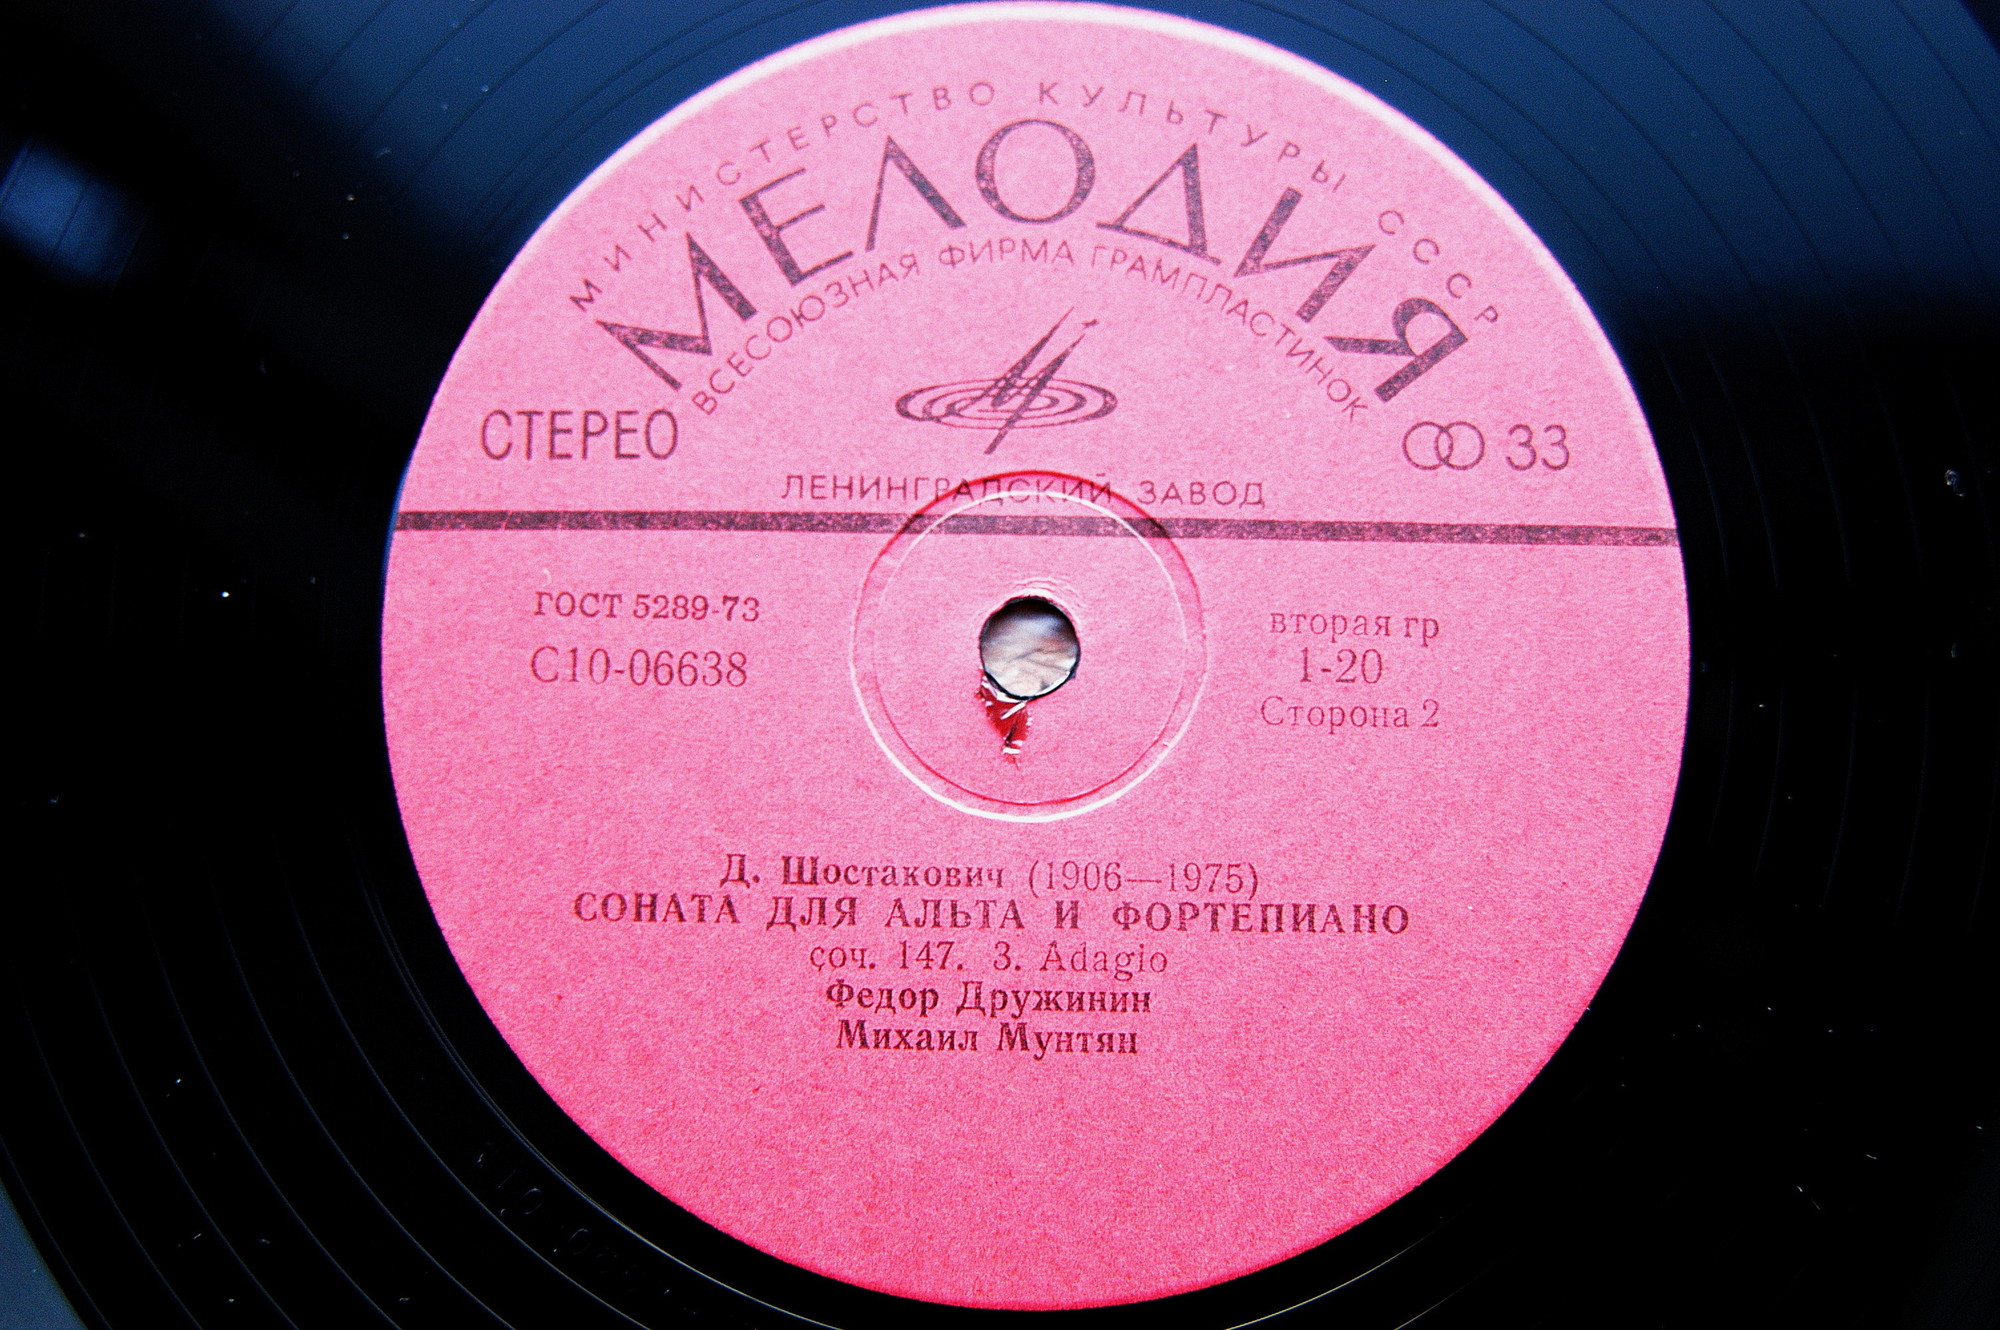 МИНИСТЕРСТВО КУЛЬТУРЫ СССР
МЕЛОДИЯ
ВСЕСОЮЗНАЯ ФИРМА ГРАМПЛАСТИНОК
СТЕРЕО
33
ЛЕНИНГРАДСКИЙ ЗАВОД
ГОСТ 5289-73
С10-06638
вторая гр
1-20
Сторона 2
Д. Шостакович (1906—1975)
СОНАТА ДЛЯ АЛЬТА И ФОРТЕПИАНО
соч. 147. 3. Adagio
Федор Дружинин
Михаил Мунтян